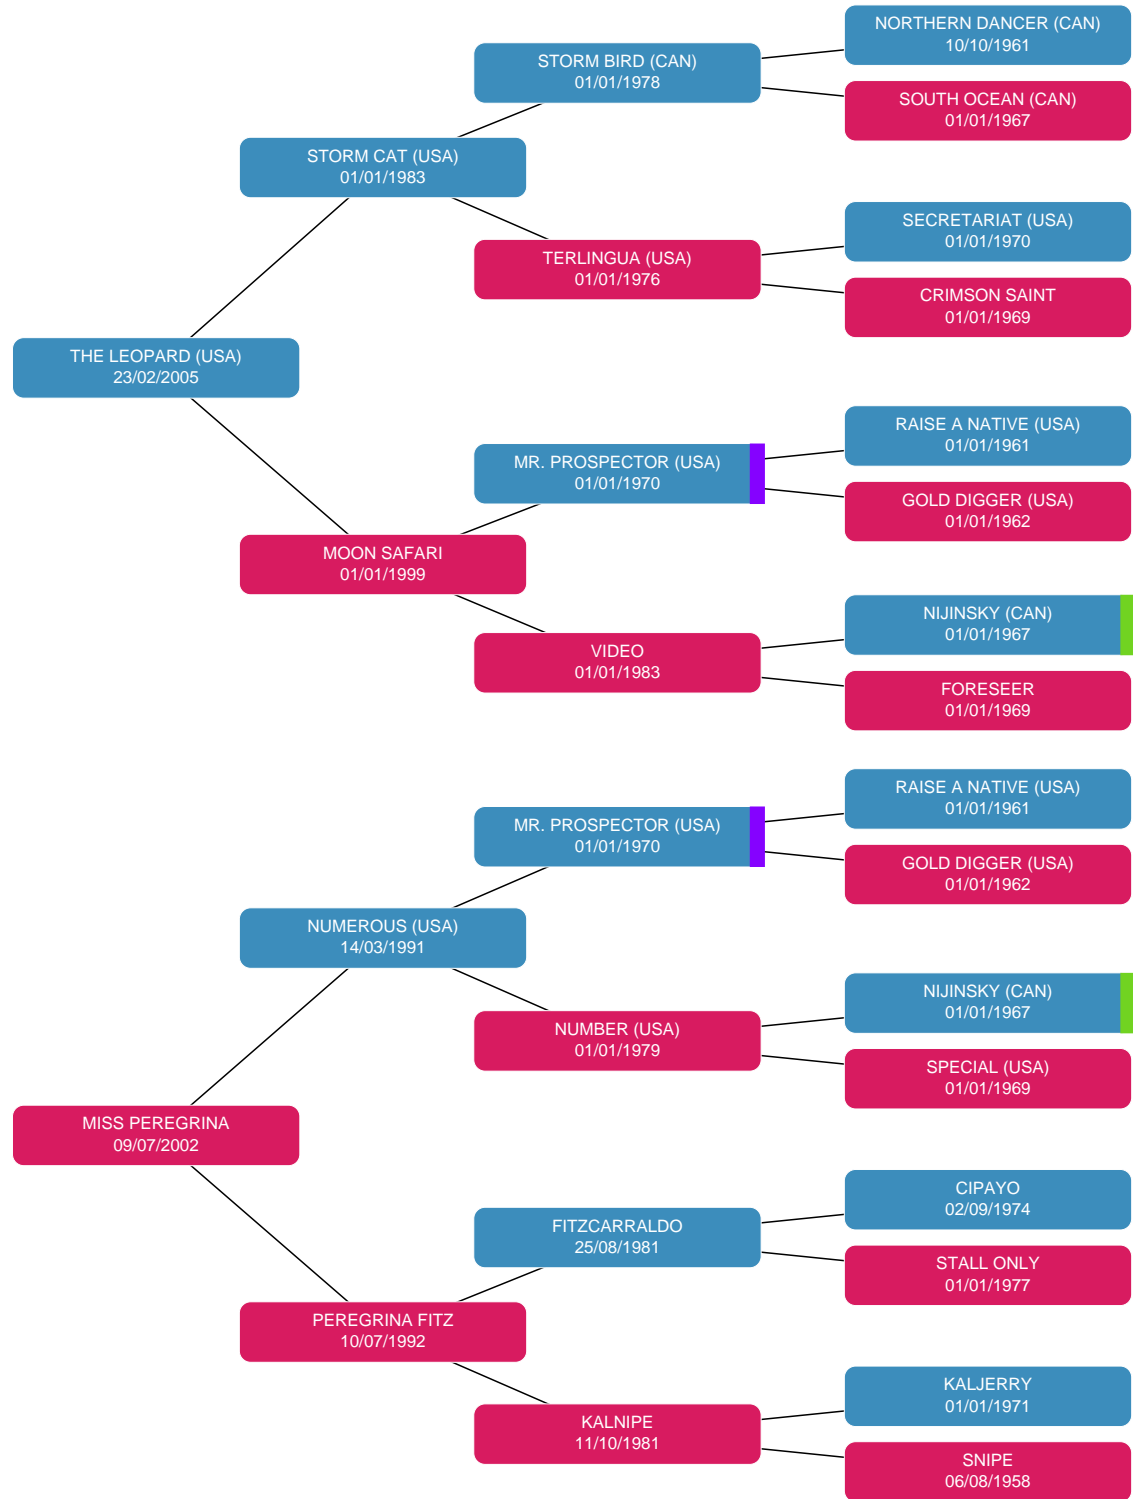 NORTHERN DANCER (CAN)
10/10/1961
STORM BIRD (CAN)
01/01/1978
SOUTH OCEAN (CAN)
01/01/1967
STORM CAT (USA)
01/01/1983
SECRETARIAT (USA)
01/01/1970
TERLINGUA (USA)
01/01/1976
CRIMSON SAINT
01/01/1969
THE LEOPARD (USA)
23/02/2005
RAISE A NATIVE (USA)
01/01/1961
MR. PROSPECTOR (USA)
01/01/1970
GOLD DIGGER (USA)
01/01/1962
MOON SAFARI
01/01/1999
NIJINSKY (CAN)
01/01/1967
VIDEO
01/01/1983
FORESEER
01/01/1969
RAISE A NATIVE (USA)
01/01/1961
MR. PROSPECTOR (USA)
01/01/1970
GOLD DIGGER (USA)
01/01/1962
NUMEROUS (USA)
14/03/1991
NIJINSKY (CAN)
01/01/1967
NUMBER (USA)
01/01/1979
SPECIAL (USA)
01/01/1969
MISS PEREGRINA
09/07/2002
CIPAYO
02/09/1974
FITZCARRALDO
25/08/1981
STALL ONLY
01/01/1977
PEREGRINA FITZ
10/07/1992
KALJERRY
01/01/1971
KALNIPE
11/10/1981
SNIPE
06/08/1958